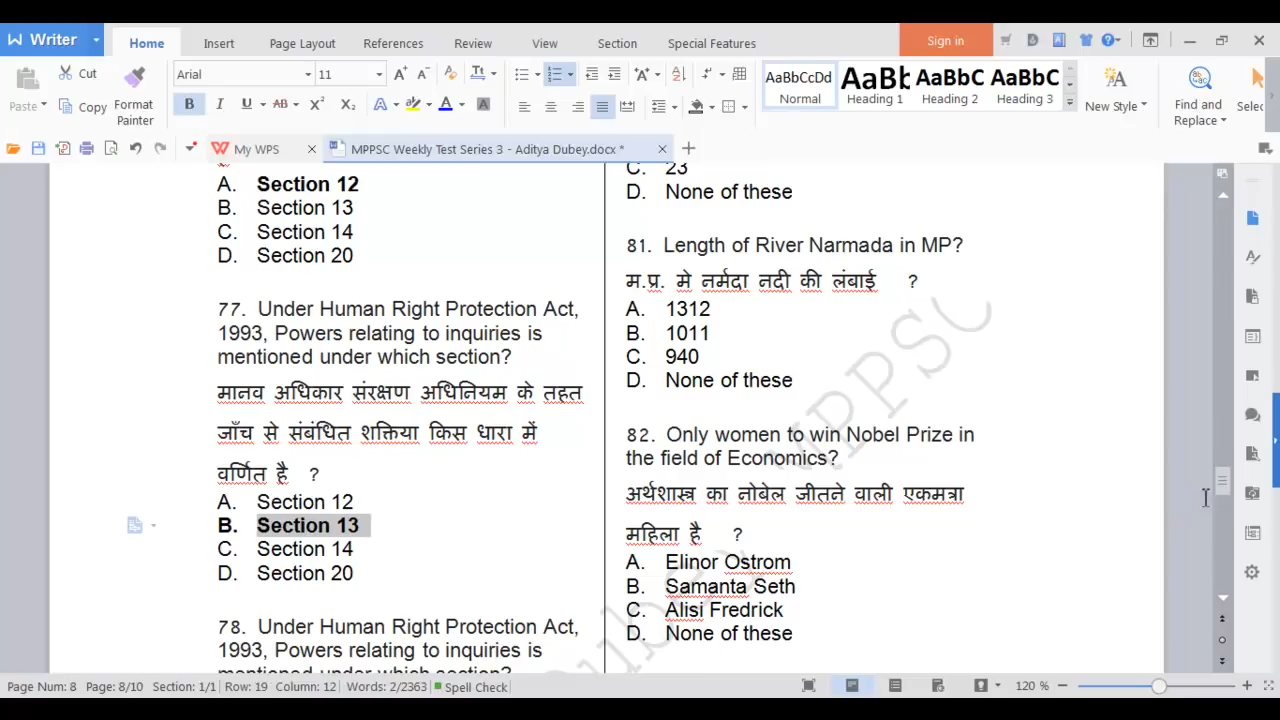 Writer
Home
Insert
Page Layout
References
Review
View
Section
Special Features
Sign in
Paste
Cut
Copy
Format
Painter
Arial
11
AaBbCcDd
Normal
AaBb
Heading 1
AaBbC
Heading 2
AaBbC
Heading 3
New Style
Find and
Replace
Selec
My WPS
MPPSC Weekly Test Series 3 - Aditya Dubey.docx *
A. Section 12
B. Section 13
C. Section 14
D. Section 20
77. Under Human Right Protection Act,
1993, Powers relating to inquiries is
mentioned under which section?
मानव अधिकार संरक्षण अधिनियम के तहत
जाँच से संबंधित शक्तिया किस धारा में
वर्णित है ?
A. Section 12
B. Section 13
C. Section 14
D. Section 20
78. Under Human Right Protection Act,
1993, Powers relating to inquiries is
mentioned under which section?
C. 23
D. None of these
81. Length of River Narmada in MP?
म.प्र. मे नर्मदा नदी की लंबाई ?
A. 1312
B. 1011
C. 940
D. None of these
82. Only women to win Nobel Prize in
the field of Economics?
अर्थशास्त्र का नोबेल जीतने वाली एकमत्रा
महिला है ?
A. Elinor Ostrom
B. Samanta Seth
C. Alisi Fredrick
D. None of these
MPPSC
Page Num: 8 Page: 8/10 Section: 1/1 Row: 19 Column: 12 Words: 2/2363 Spell Check
120 %